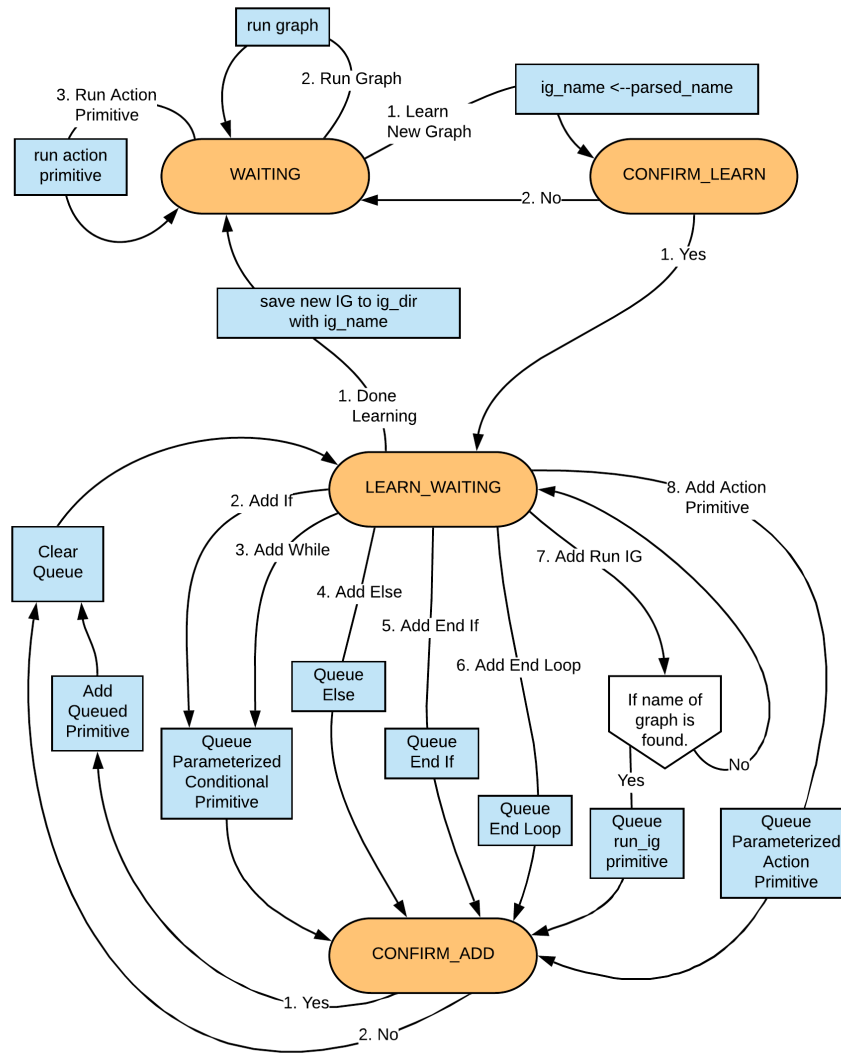 run graph
2. Run Graph
3. Run Action
Primitive
ig_name <--parsed_name
1. Learn
New Graph
run action
primitive
WAITING
CONFIRM_LEARN
2. No
1. Yes
save new IG to ig_dir
with ig_name
1. Done
Learning
LEARN_WAITING
8. Add Action
Primitive
2. Add If
3. Add While
7. Add Run IG
Clear
Queue
4. Add Else
5. Add End If
6. Add End Loop
Queue
Else
Add
Queued
Primitive
If name of
graph is
found.
Queue
Parameterized
Conditional
Primitive
Queue
End If
No
Yes
Queue
End Loop
Queue
run_ig
primitive
Queue
Parameterized
Action
Primitive
CONFIRM_ADD
1. Yes
2. No